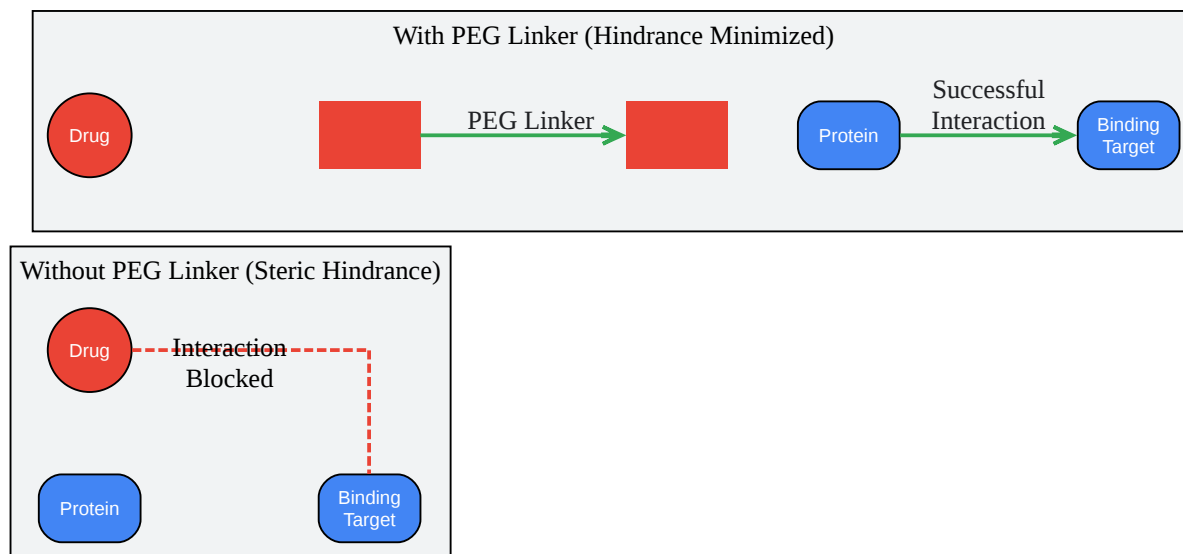 With PEG Linker (Hindrance Minimized)
Drug
PEG Linker
Protein
Successful
Interaction
Binding
Target
Without PEG Linker (Steric Hindrance)
Drug
Interaction
Blocked
Protein
Binding
Target